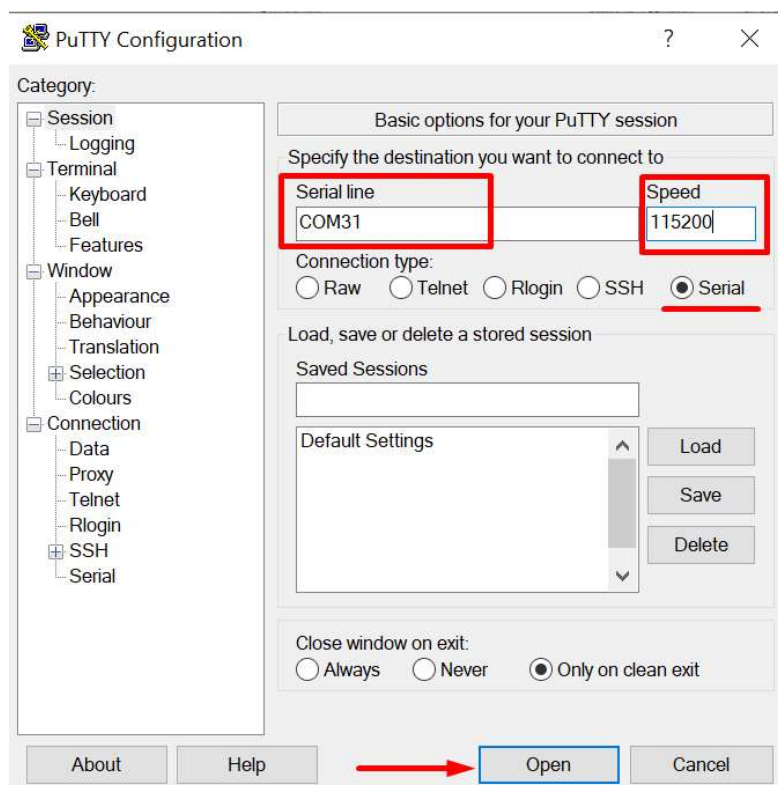 PuTTY Configuration
?
Category:
Session
Logging
Terminal
Keyboard
Bell
Features
Window
Appearance
Behaviour
Translation
Selection
Colours
Connection
Data
Proxy
Telnet
Rlogin
SSH
Serial
Basic options for your PuTTY session
Specify the destination you want to connect to
Serial line Speed
COM31 115200
Connection type:
Raw Telnet Rlogin SSH Serial
Load, save or delete a stored session
Saved Sessions
Default Settings
Load
Save
Delete
Close window on exit:
Always Never Only on clean exit
About Help Open Cancel